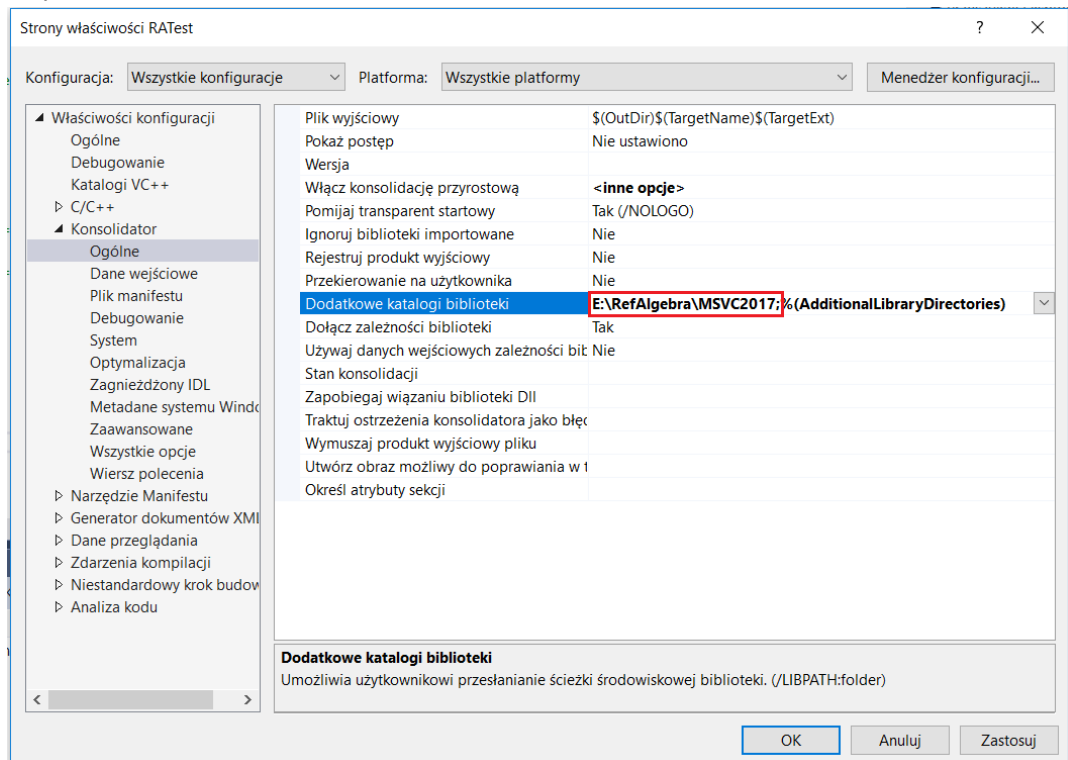 Strony właściwości RATest
?
Konfiguracja: Wszystkie konfiguracje Platforma: Wszystkie platformy Menedżer konfiguracji...
Właściwości konfiguracji
Ogólne
Debugowanie
Katalogi VC++
C/C++
Konsolidator
Ogólne
Dane wejściowe
Plik manifestu
Debugowanie
System
Optymalizacja
Zagnieżdżony IDL
Metadane systemu Windo
Zaawansowane
Wszystkie opcje
Wiersz polecenia
Narzędzie Manifestu
Generator dokumentów XMl
Dane przeglądania
Zdarzenia kompilacji
Niestandardowy krok budow
Analiza kodu
Plik wyjściowy $(OutDir)$(TargetName)$(TargetExt)
Pokaż postęp Nie ustawiono
Wersja
Włącz konsolidację przyrostową <inne opcje>
Pomijaj transparent startowy Tak (/NOLOGO)
Ignoruj biblioteki importowane Nie
Rejestruj produkt wyjściowy Nie
Przekierowanie na użytkownika Nie
Dodatkowe katalogi biblioteki E:\RefAlgebra\MSVC2017;%(AdditionalLibraryDirectories)
Dołącz zależności biblioteki Tak
Używaj danych wejściowych zależności bib Nie
Stan konsolidacji
Zapobiegaj wiązaniu biblioteki Dll
Traktuj ostrzeżenia konsolidatora jako błęd
Wymuszaj produkt wyjściowy pliku
Utwórz obraz możliwy do poprawiania w t
Określ atrybuty sekcji
Dodatkowe katalogi biblioteki
Umożliwia użytkownikowi przesłanianie ścieżki środowiskowej biblioteki. (/LIBPATH:folder)
OK Anuluj Zastosuj